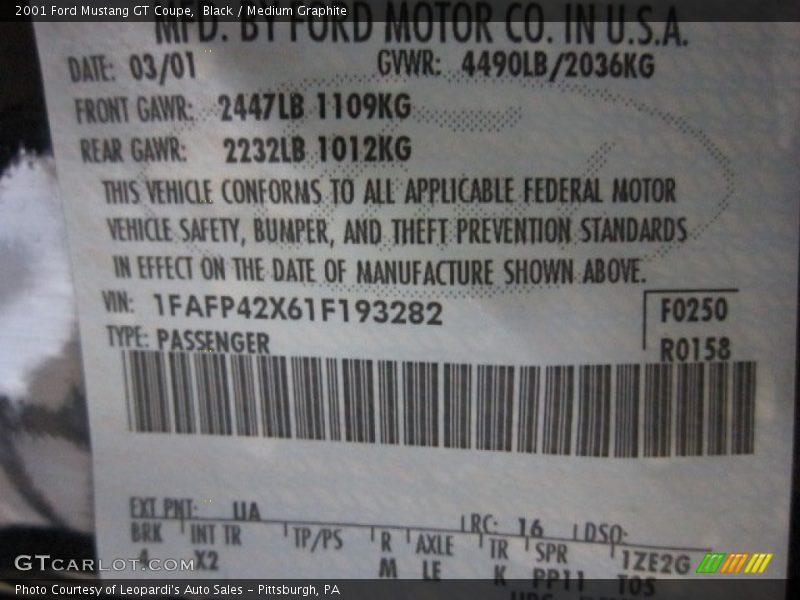 2001 Ford Mustang GT Coupe, Black / Medium Graphite
MFD. BY FORD MOTOR CO. IN U.S.A.
DATE: 03/01 GVWR: 4490LB/2036KG
FRONT GAWR: 2447LB 1109KG
REAR GAWR: 2232LB 1012KG
THIS VEHICLE CONFORMS TO ALL APPLICABLE FEDERAL MOTOR
VEHICLE SAFETY, BUMPER, AND THEFT PREVENTION STANDARDS
IN EFFECT ON THE DATE OF MANUFACTURE SHOWN ABOVE.
VIN: 1FAFP42X61F193282 F0250
TYPE: PASSENGER R0158
EXT PNT: UA RC: 16 DSO:
BRK INT TR TP/PS R AXLE TR SPR 1ZE2G
4 X2 M LE K PP11 T05
GTCARLOT.COM
Photo Courtesy of Leopardi's Auto Sales - Pittsburgh, PA